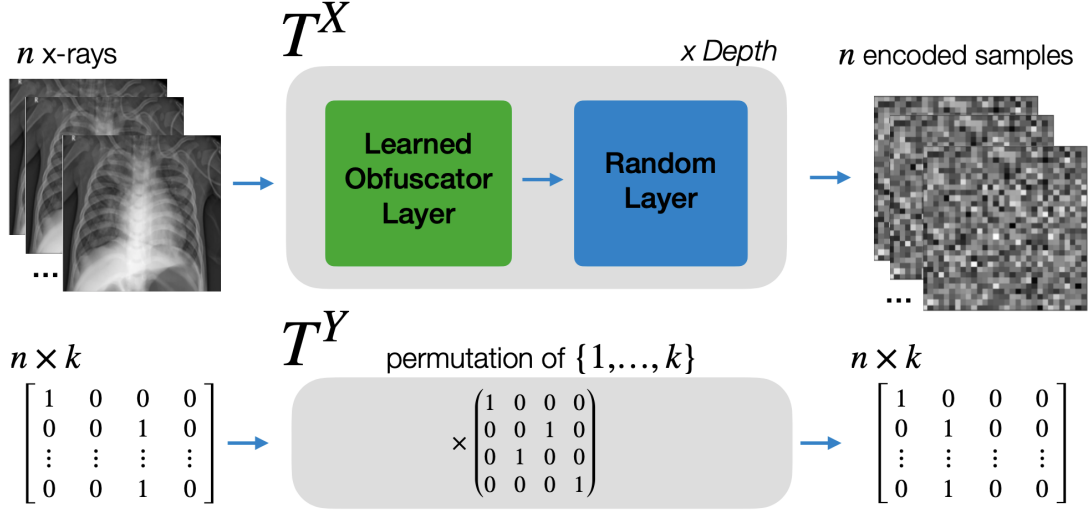 T^X
n x-rays
x Depth
n encoded samples
Learned
Obfuscator
Layer
Random
Layer
...
...
T^Y
n × k
permutation of {1,…, k}
n × k
1 0 0 0
0 0 1 0
⋮ ⋮ ⋮ ⋮
0 0 1 0
×
1 0 0 0
0 0 1 0
0 1 0 0
0 0 0 1
1 0 0 0
0 1 0 0
⋮ ⋮ ⋮ ⋮
0 1 0 0